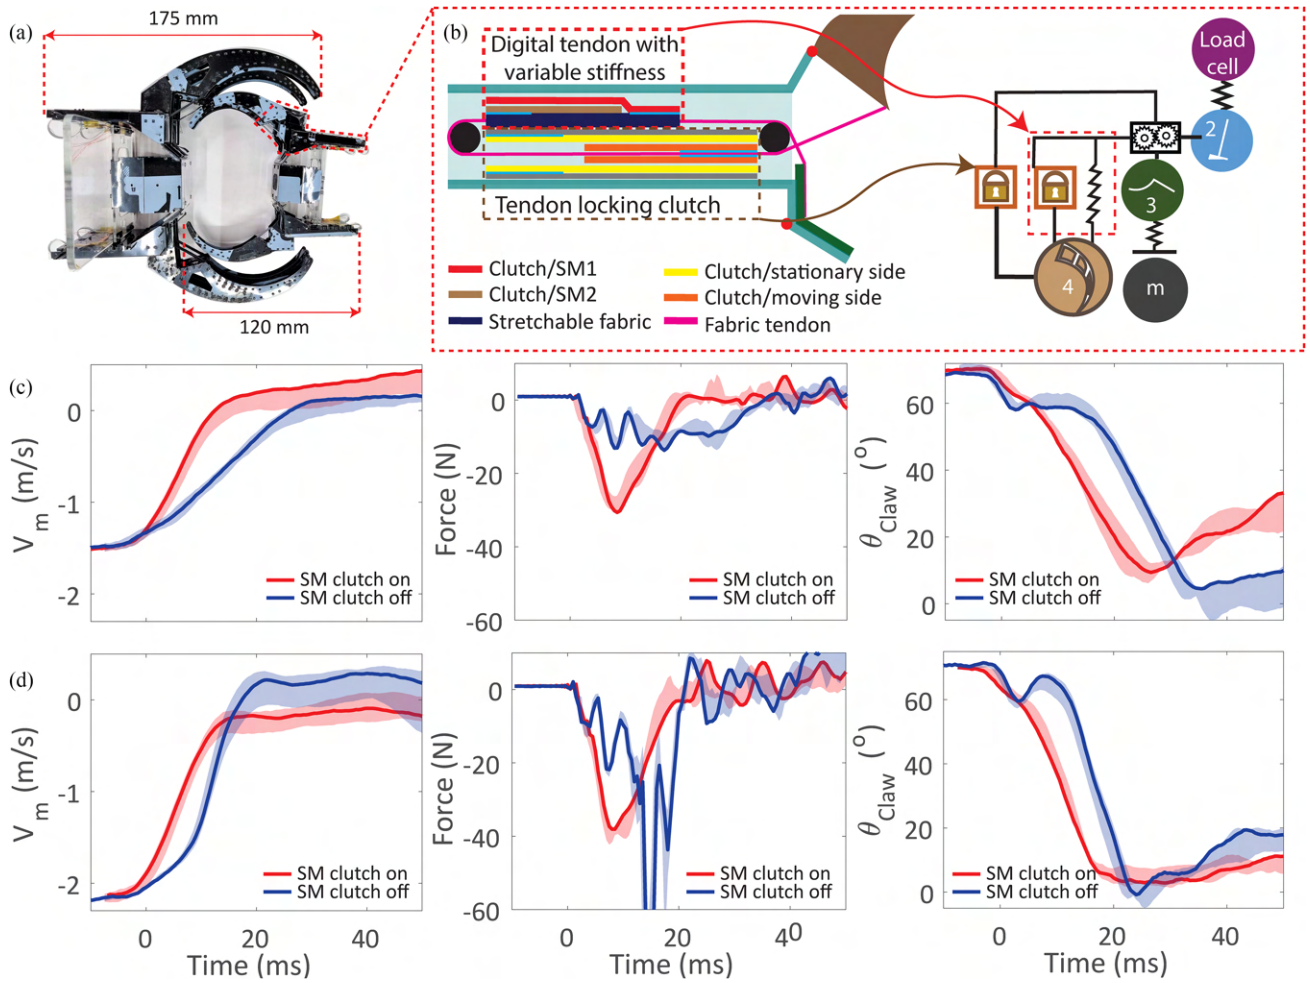 (a)
175 mm
120 mm
(b)
Digital tendon with
variable stiffness
Tendon locking clutch
Clutch/SM1
Clutch/SM2
Stretchable fabric
Clutch/stationary side
Clutch/moving side
Fabric tendon
Load
cell
2
3
4
m
(c)
V_m (m/s)
0
-1
-2
SM clutch on
SM clutch off
Force (N)
0
-20
-40
-60
SM clutch on
SM clutch off
θ_Claw (°)
60
40
20
0
SM clutch on
SM clutch off
(d)
V_m (m/s)
0
-1
-2
SM clutch on
SM clutch off
0 20 40
Time (ms)
Force (N)
0
-20
-40
-60
SM clutch on
SM clutch off
0 20 40
Time (ms)
θ_Claw (°)
60
40
20
0
SM clutch on
SM clutch off
0 20 40
Time (ms)